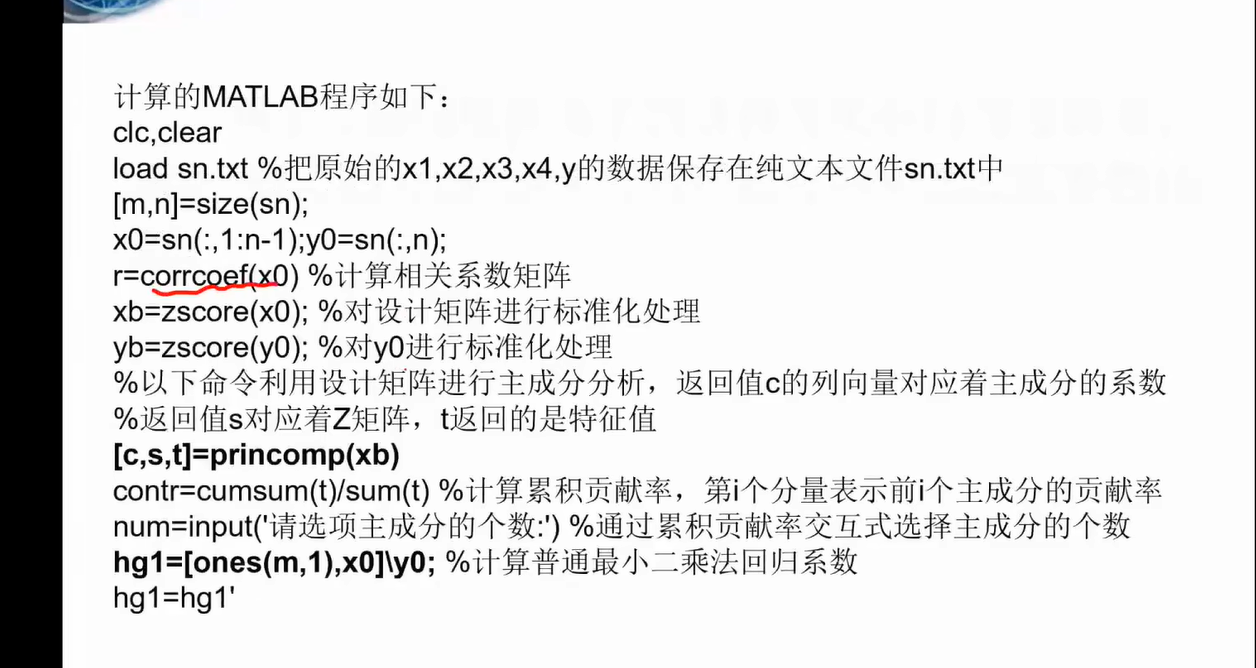 计算的MATLAB程序如下：
clc,clear
load sn.txt %把原始的x1,x2,x3,x4,y的数据保存在纯文本文件sn.txt中
[m,n]=size(sn);
x0=sn(:,1:n-1);y0=sn(:,n);
r=corrcoef(x0) %计算相关系数矩阵
xb=zscore(x0); %对设计矩阵进行标准化处理
yb=zscore(y0); %对y0进行标准化处理
%以下命令利用设计矩阵进行主成分分析，返回值c的列向量对应着主成分的系数
%返回值s对应着Z矩阵，t返回的是特征值
[c,s,t]=princomp(xb)
contr=cumsum(t)/sum(t) %计算累积贡献率，第i个分量表示前i个主成分的贡献率
num=input('请选项主成分的个数:') %通过累积贡献率交互式选择主成分的个数
hg1=[ones(m,1),x0]\y0; %计算普通最小二乘法回归系数
hg1=hg1'